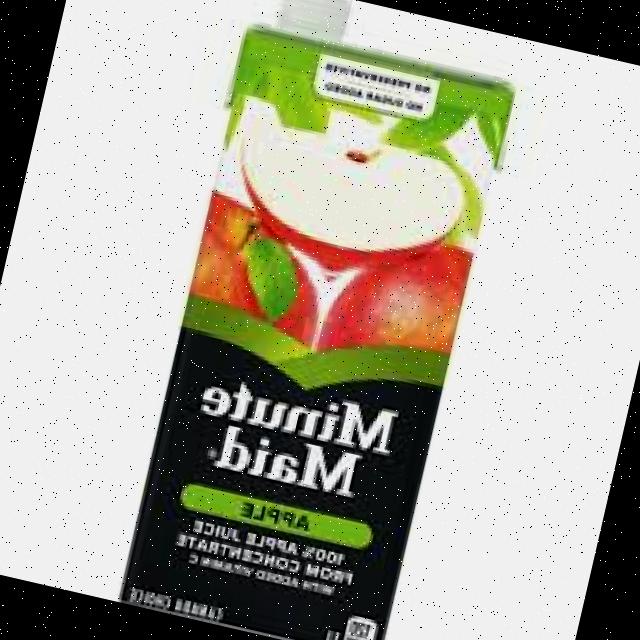 NO PRESERVATIVES
NO SUGAR ADDED
Minute
Maid
APPLE
100% APPLE JUICE
FROM CONCENTRATE
WITH ADDED VITAMIN C